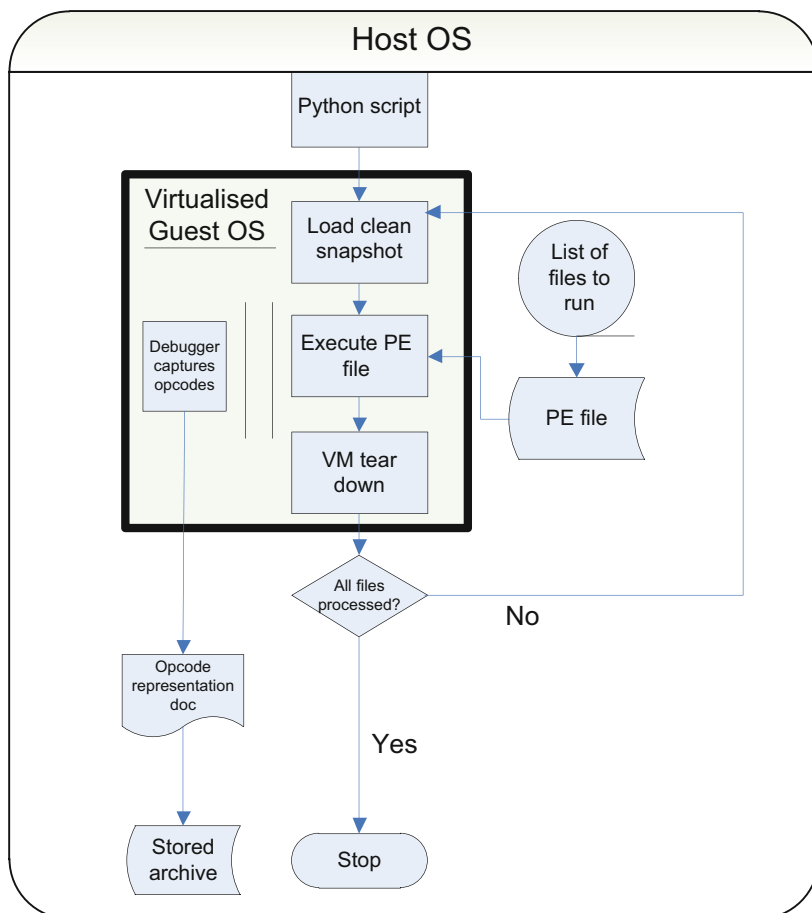 Host OS
Python script
Virtualised
Guest OS
Load clean
snapshot
List of
files to
run
Debugger
captures
opcodes
Execute PE
file
PE file
VM tear
down
All files
processed?
No
Opcode
representation
doc
Yes
Stored
archive
Stop